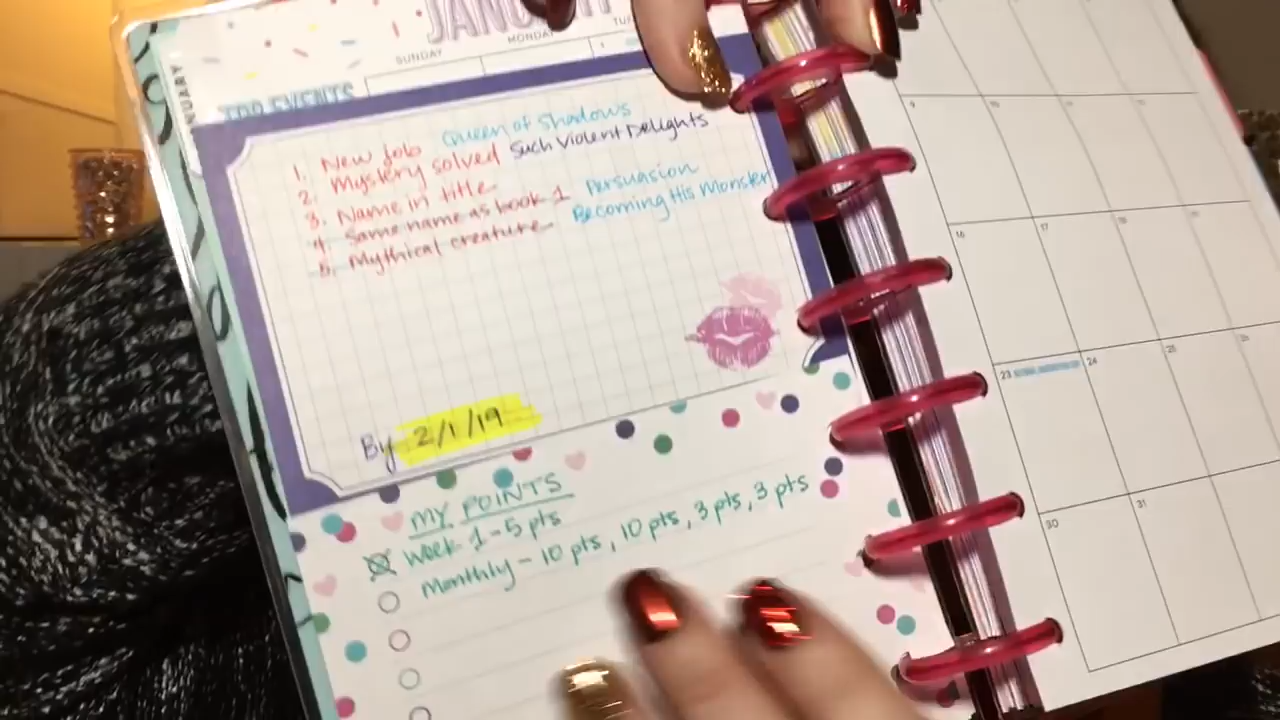 JANUARY
SUNDAY MONDAY
TOP EVENTS
1. New job Queen of Shadows
2. Mystery solved Such Violent Delights
3. Name in title Persuasion
4. Same name as book 1 Becoming His Monster
5. Mythical creature
By 2/1/19
MY POINTS
Week 1 - 5 pts
Monthly - 10 pts, 10 pts, 3 pts, 3 pts
9
16 17
23 24 25
30 31